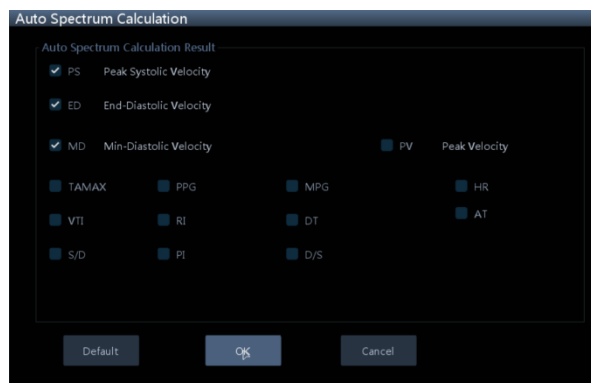 Auto Spectrum Calculation
Auto Spectrum Calculation Result
PS Peak Systolic Velocity
ED End-Diastolic Velocity
MD Min-Diastolic Velocity PV Peak Velocity
TAMAX PPG MPG HR
VTI RI DT AT
S/D PI D/S
Default OK Cancel